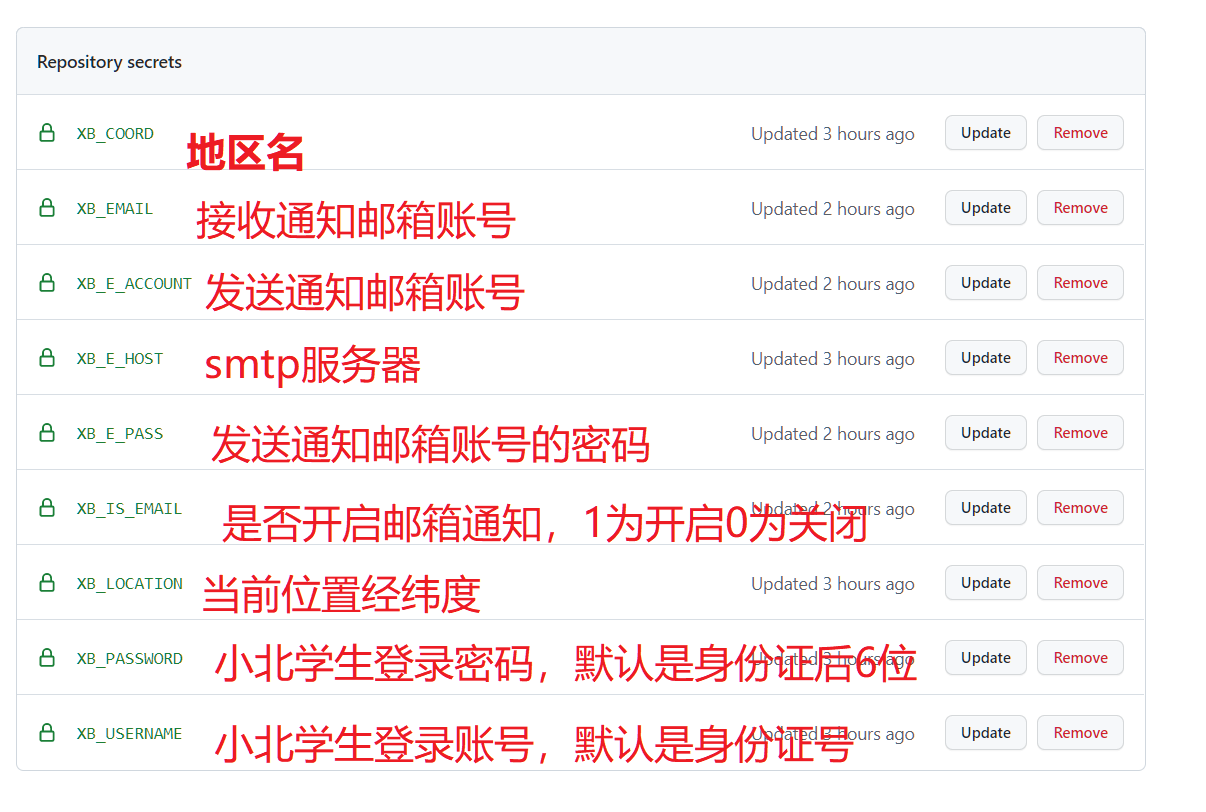 Repository secrets
XB_COORD 地区名 Updated 3 hours ago Update Remove
XB_EMAIL 接收通知邮箱账号 Updated 2 hours ago Update Remove
XB_E_ACCOUNT 发送通知邮箱账号 Updated 2 hours ago Update Remove
XB_E_HOST smtp服务器 Updated 3 hours ago Update Remove
XB_E_PASS 发送通知邮箱账号的密码 Updated 2 hours ago Update Remove
XB_IS_EMAIL 是否开启邮箱通知，1为开启0为关闭 Updated 2 hours ago Update Remove
XB_LOCATION 当前位置经纬度 Updated 3 hours ago Update Remove
XB_PASSWORD 小北学生登录密码，默认是身份证后6位 Updated 3 hours ago Update Remove
XB_USERNAME 小北学生登录账号，默认是身份证号 Updated 3 hours ago Update Remove